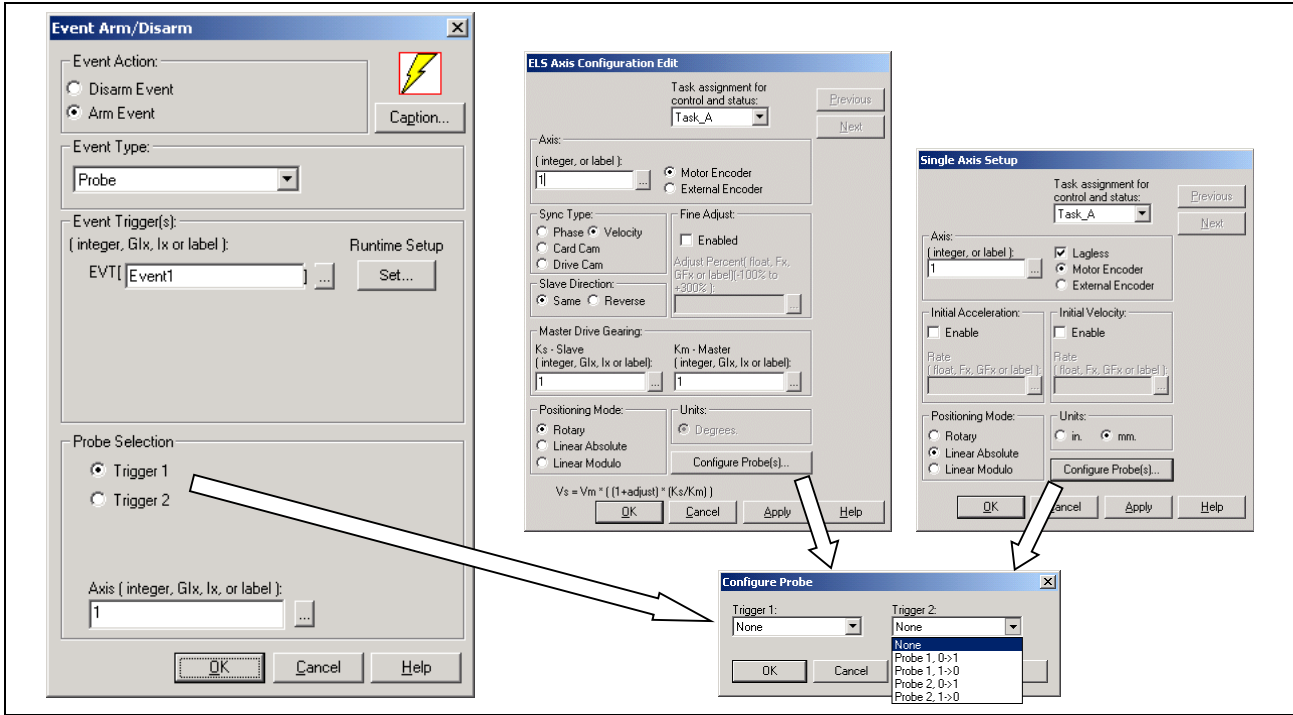 Event Arm/Disarm
Event Action:
Disarm Event
Arm Event
Caption...
Event Type:
Probe
Event Trigger(s):
( integer, GIx, Ix or label ):
Runtime Setup
EVT[ Event1 ] ...
Set...
Probe Selection
Trigger 1
Trigger 2
Axis ( integer, GIx, Ix, or label ):
1 ...
OK Cancel Help
ELS Axis Configuration Edit
Task assignment for
control and status:
Task_A
Previous
Next
Axis:
( integer, or label ):
1 ...
Motor Encoder
External Encoder
Sync Type:
Phase Velocity
Card Cam
Drive Cam
Fine Adjust:
Enabled
Adjust Percent( float, Fx,
GFx or label)(-100% to
+300% ):
...
Slave Direction:
Same Reverse
Master Drive Gearing:
Ks - Slave
( integer, GIx, Ix or label):
1 ...
Km - Master
( integer, GIx, Ix or label):
1 ...
Positioning Mode:
Rotary
Linear Absolute
Linear Modulo
Units:
Degrees.
Configure Probe(s)...
Vs = Vm * ( (1+adjust) * (Ks/Km) )
OK Cancel Apply Help
Single Axis Setup
Task assignment for
control and status:
Task_A
Previous
Next
Axis:
( integer, or label ):
1 ...
Lagless
Motor Encoder
External Encoder
Initial Acceleration:
Enable
Rate
( float, Fx, GFx or label ):
...
Initial Velocity:
Enable
Rate
( float, Fx, GFx or label ):
...
Positioning Mode:
Rotary
Linear Absolute
Linear Modulo
Units:
in. mm.
Configure Probe(s)...
OK Cancel Apply Help
Configure Probe
Trigger 1:
None
Trigger 2:
None
None
Probe 1, 0->1
Probe 1, 1->0
Probe 2, 0->1
Probe 2, 1->0
OK Cancel